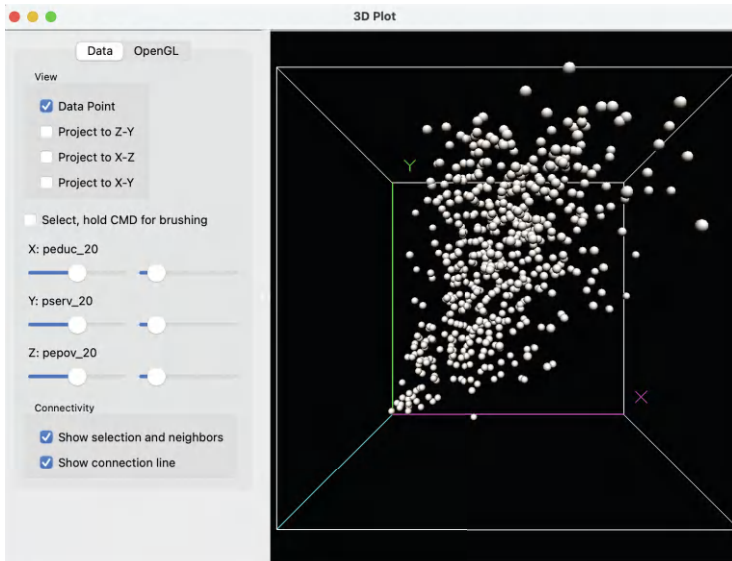 3D Plot
Data OpenGL
View
Data Point
Project to Z-Y
Project to X-Z
Project to X-Y
Select, hold CMD for brushing
X: peduc_20
Y: pserv_20
Z: pepov_20
Connectivity
Show selection and neighbors
Show connection line
Y
X